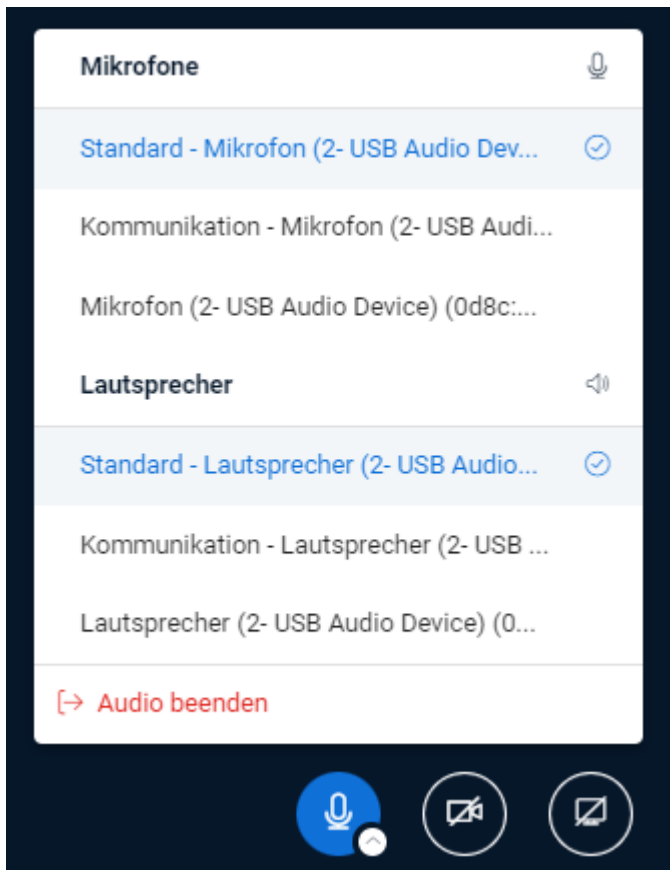 Mikrofone
Standard - Mikrofon (2- USB Audio Dev...
Kommunikation - Mikrofon (2- USB Audi...
Mikrofon (2- USB Audio Device) (0d8c:...
Lautsprecher
Standard - Lautsprecher (2- USB Audio...
Kommunikation - Lautsprecher (2- USB ...
Lautsprecher (2- USB Audio Device) (0...
Audio beenden